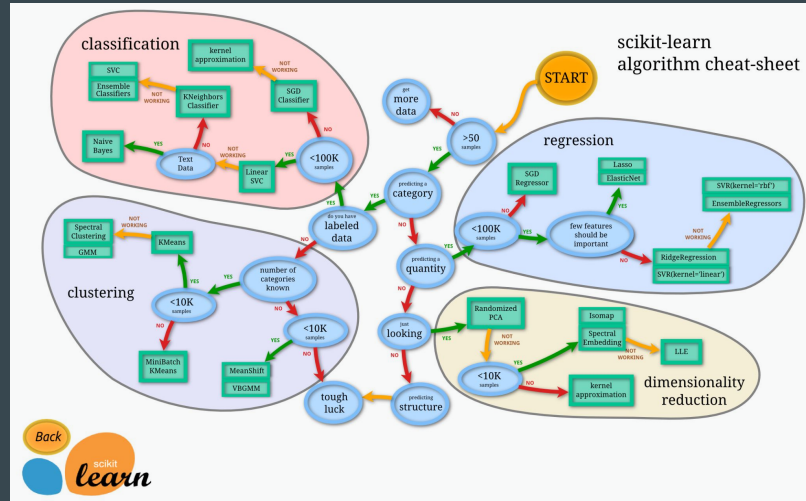 scikit-learn
algorithm cheat-sheet
START
>50
samples
NO
get
more
data
YES
predicting a
category
YES
do you have
labeled
data
YES
classification
<100K
samples
YES
Linear
SVC
NOT
WORKING
Text
Data
YES
Naive
Bayes
NO
KNeighbors
Classifier
NOT
WORKING
SVC
Ensemble
Classifiers
NO
SGD
Classifier
NOT
WORKING
kernel
approximation
NO
clustering
number of
categories
known
YES
<10K
samples
YES
KMeans
NOT
WORKING
Spectral
Clustering
GMM
NO
MiniBatch
KMeans
NO
<10K
samples
YES
MeanShift
VBGMM
NO
tough
luck
NO
predicting a
quantity
YES
regression
<100K
samples
NO
SGD
Regressor
YES
few features
should be
important
YES
Lasso
ElasticNet
NO
RidgeRegression
SVR(kernel='linear')
NOT
WORKING
SVR(kernel='rbf')
EnsembleRegressors
NO
just
looking
YES
dimensionality
reduction
Randomized
PCA
NOT
WORKING
<10K
samples
YES
Isomap
Spectral
Embedding
NOT
WORKING
LLE
NO
kernel
approximation
NO
predicting
structure
Back
scikit
learn